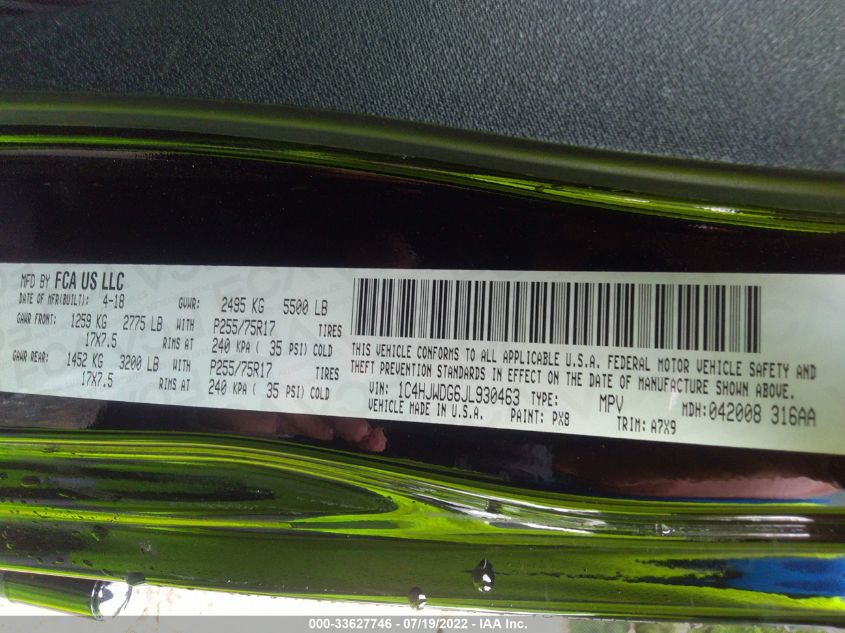 MFD BY FCA US LLC
DATE OF MFR(BUILT): 4-18 GVWR: 2495 KG 5500 LB
GAWR FRONT: 1259 KG 2775 LB WITH P255/75R17 TIRES
17X7.5 RIMS AT 240 KPA ( 35 PSI) COLD
GAWR REAR: 1452 KG 3200 LB WITH P255/75R17 TIRES
17X7.5 RIMS AT 240 KPA ( 35 PSI) COLD
THIS VEHICLE CONFORMS TO ALL APPLICABLE U.S.A. FEDERAL MOTOR VEHICLE SAFETY AND
THEFT PREVENTION STANDARDS IN EFFECT ON THE DATE OF MANUFACTURE SHOWN ABOVE.
VIN: 1C4HJWDG6JL930463 TYPE: MPV MDH:042008 316AA
VEHICLE MADE IN U.S.A. PAINT: PX8 TRIM: A7X9
000-33627746 - 07/19/2022 - IAA Inc.